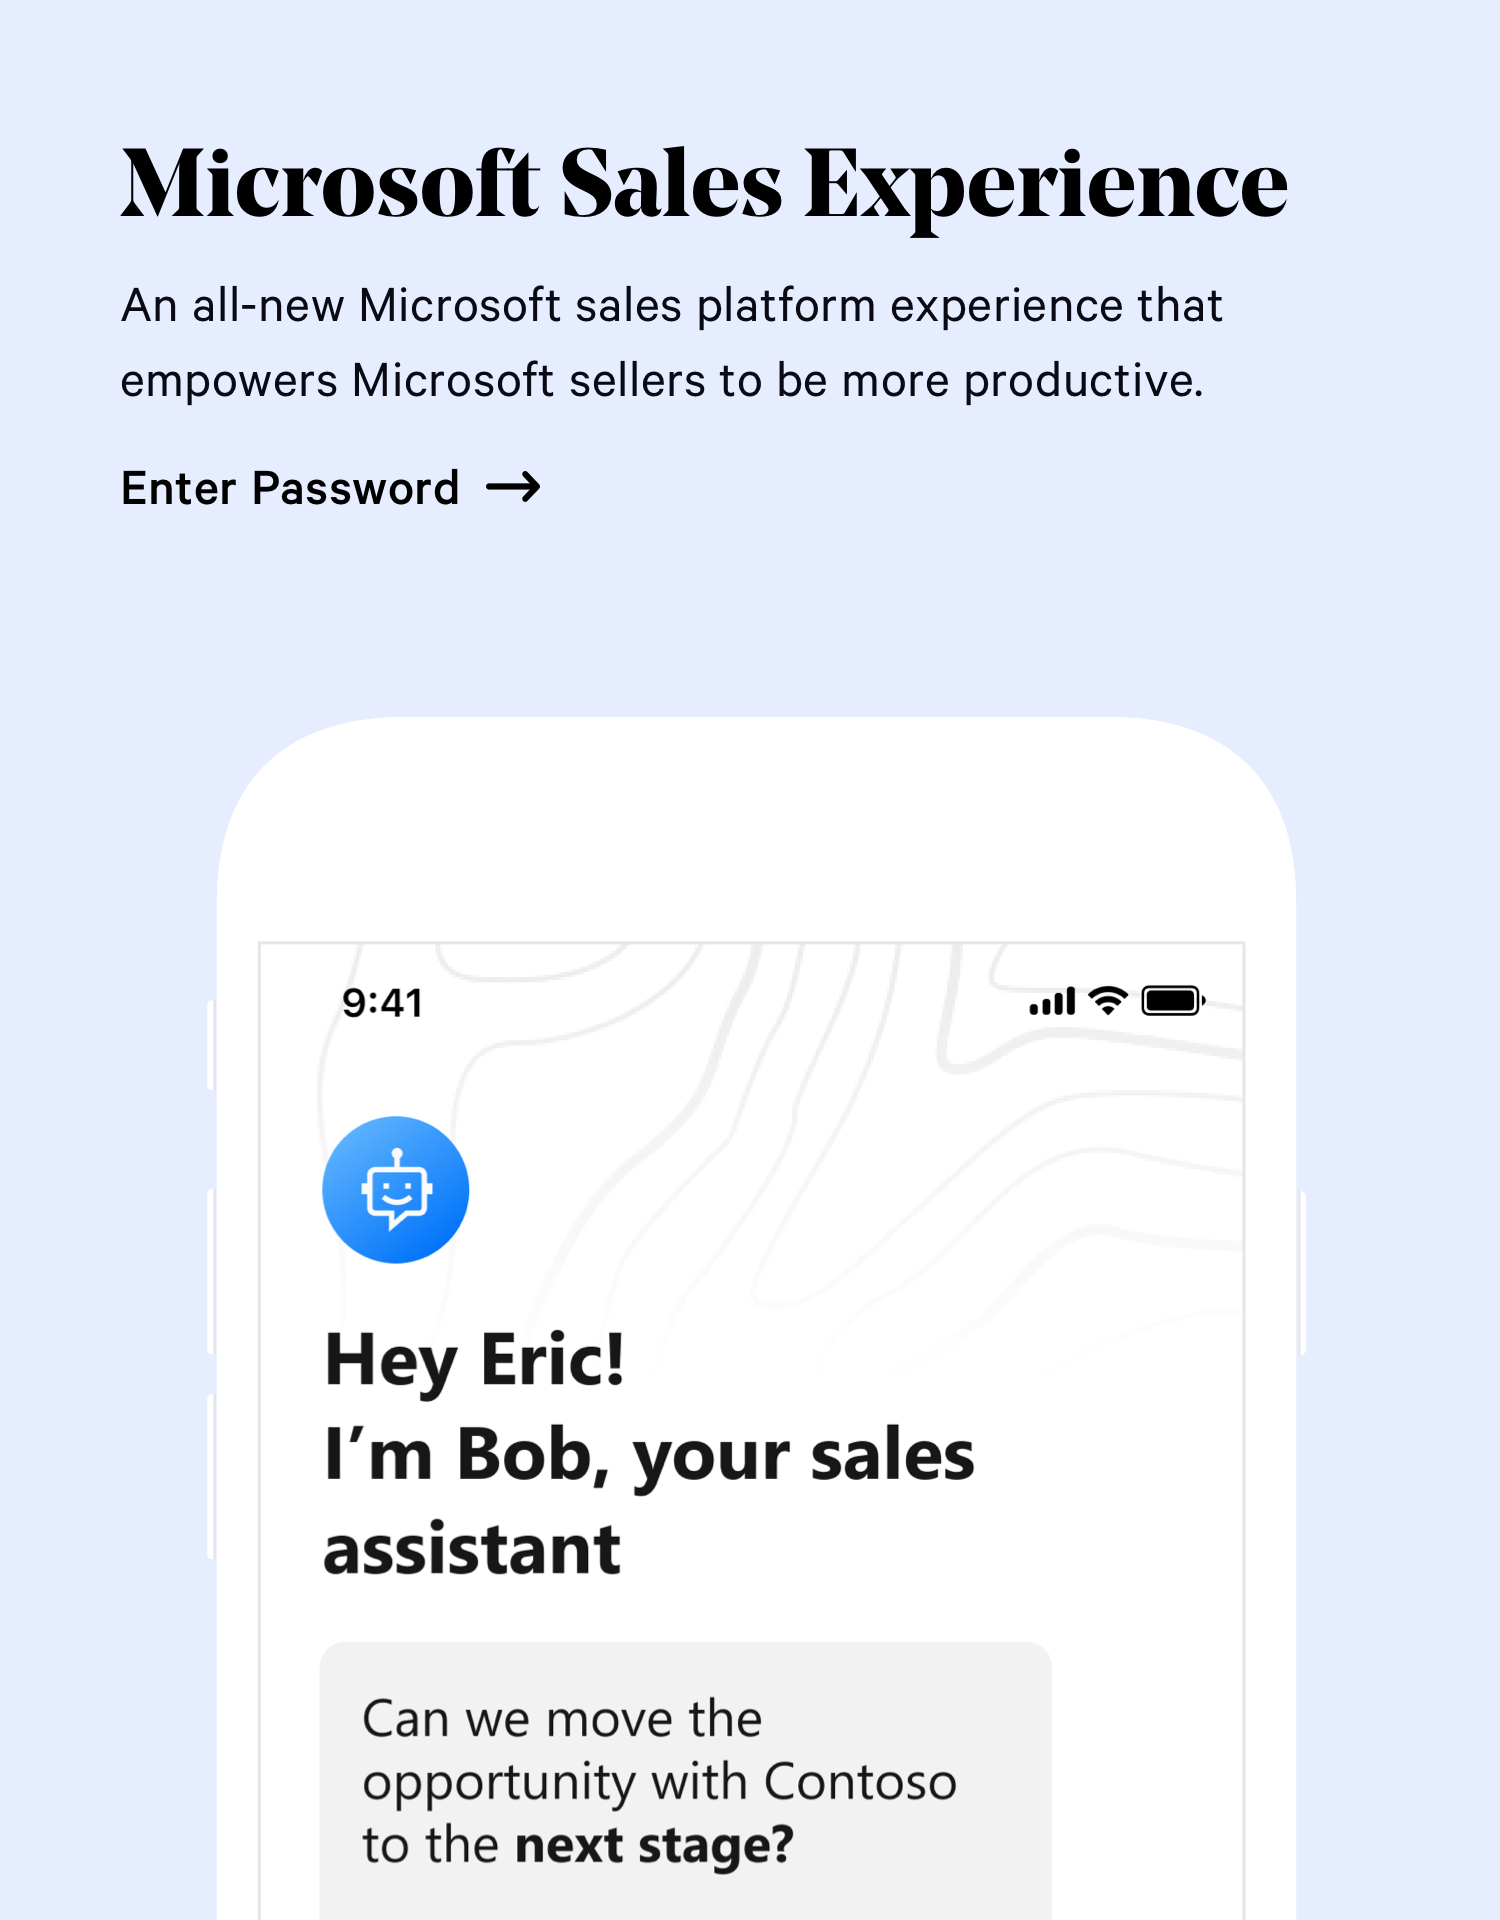 Microsoft Sales Experience
An all-new Microsoft sales platform experience that
empowers Microsoft sellers to be more productive.
Enter Password →
9:41
Hey Eric!
I’m Bob, your sales
assistant
Can we move the
opportunity with Contoso
to the next stage?